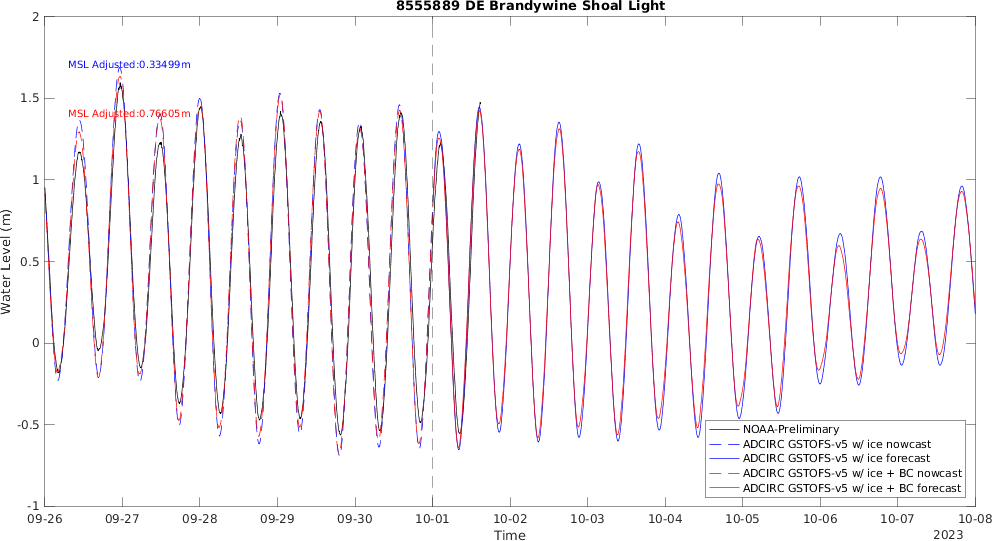 8555889 DE Brandywine Shoal Light
2
1.5
1
0.5
0
-0.5
-1
Water Level (m)
MSL Adjusted:0.33499m
MSL Adjusted:0.76605m
NOAA-Preliminary
ADCIRC GSTOFS-v5 w/ ice nowcast
ADCIRC GSTOFS-v5 w/ ice forecast
ADCIRC GSTOFS-v5 w/ ice + BC nowcast
ADCIRC GSTOFS-v5 w/ ice + BC forecast
09-26 09-27 09-28 09-29 09-30 10-01 10-02 10-03 10-04 10-05 10-06 10-07 10-08
Time
2023